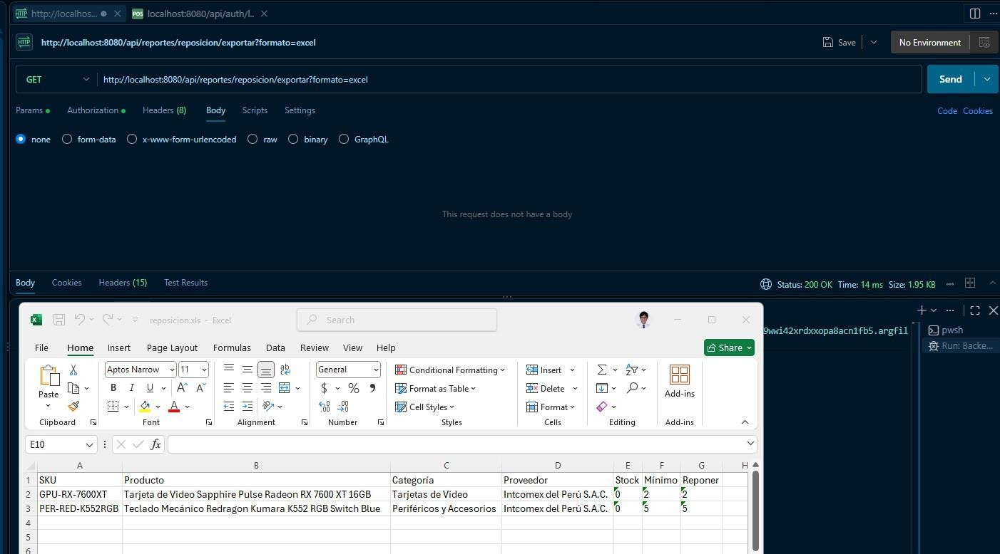 HTTP http://localhos... POS localhost:8080/api/auth/l..
HTTP http://localhost:8080/api/reportes/reposicion/exportar?formato=excel Save No Environment
GET http://localhost:8080/api/reportes/reposicion/exportar?formato=excel Send
Params Authorization Headers (8) Body Scripts Settings Code Cookies
none form-data x-www-form-urlencoded raw binary GraphQL
This request does not have a body
Body Cookies Headers (15) Test Results Status: 200 OK Time: 14 ms Size: 1.95 KB
reposicion.xls - Excel Search
9wwi42xrdxxopa8acn1fb5.argfil pwsh
Run: Backe...
File Home Insert Page Layout Formulas Data Review View Help Share
Paste Aptos Narrow 11 ab General Conditional Formatting Insert Add-ins
B I U A A $ % Format as Table Delete
A Cell Styles Format
Clipboard Font Alignment Number Styles Cells Editing Add-ins
E10 fx
A B C D E F G H
1 SKU Producto Categoría Proveedor Stock Mínimo Reponer
2 GPU-RX-7600XT Tarjeta de Video Sapphire Pulse Radeon RX 7600 XT 16GB Tarjetas de Video Intcomex del Perú S.A.C. 0 2 2
3 PER-RED-K552RGB Teclado Mecánico Redragon Kumara K552 RGB Switch Blue Periféricos y Accesorios Intcomex del Perú S.A.C. 0 5 5
4
5
6